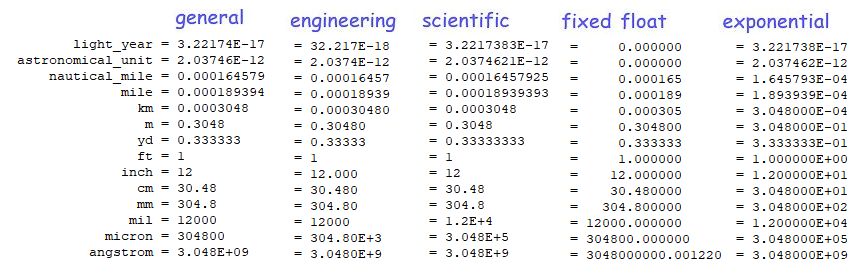 general engineering scientific fixed float exponential
light_year = 3.22174E-17 = 32.217E-18 = 3.2217383E-17 = 0.000000 = 3.221738E-17
astronomical_unit = 2.03746E-12 = 2.0374E-12 = 2.0374621E-12 = 0.000000 = 2.037462E-12
nautical_mile = 0.000164579 = 0.00016457 = 0.00016457925 = 0.000165 = 1.645793E-04
mile = 0.000189394 = 0.00018939 = 0.00018939393 = 0.000189 = 1.893939E-04
km = 0.0003048 = 0.00030480 = 0.0003048 = 0.000305 = 3.048000E-04
m = 0.3048 = 0.30480 = 0.3048 = 0.304800 = 3.048000E-01
yd = 0.333333 = 0.33333 = 0.33333333 = 0.333333 = 3.333333E-01
ft = 1 = 1 = 1 = 1.000000 = 1.000000E+00
inch = 12 = 12.000 = 12 = 12.000000 = 1.200000E+01
cm = 30.48 = 30.480 = 30.48 = 30.480000 = 3.048000E+01
mm = 304.8 = 304.80 = 304.8 = 304.800000 = 3.048000E+02
mil = 12000 = 12000 = 1.2E+4 = 12000.000000 = 1.200000E+04
micron = 304800 = 304.80E+3 = 3.048E+5 = 304800.000000 = 3.048000E+05
angstrom = 3.048E+09 = 3.0480E+9 = 3.048E+9 = 3048000000.001220 = 3.048000E+09